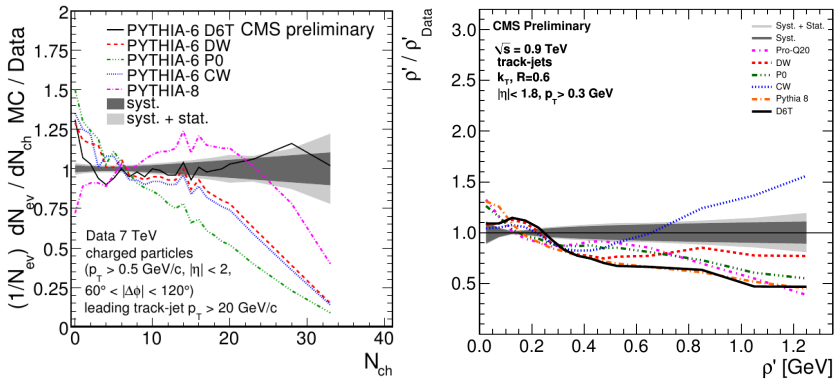 (1/N_ev) dN_ev / dN_ch MC / Data
2
1.75
1.5
1.25
1
0.75
0.5
0.25
0
PYTHIA-6 D6T
CMS preliminary
PYTHIA-6 DW
PYTHIA-6 P0
PYTHIA-6 CW
PYTHIA-8
syst.
syst. + stat.
Data 7 TeV
charged particles
(p_T > 0.5 GeV/c, |η| < 2,
60° < |Δϕ| < 120°)
leading track-jet p_T > 20 GeV/c
0 10 20 30 40
N_ch
ρ' / ρ'_Data
3.0
2.5
2.0
1.5
1.0
0.5
CMS Preliminary
√s = 0.9 TeV
track-jets
k_T, R=0.6
|η|< 1.8, p_T> 0.3 GeV
Syst. + Stat.
Syst.
Pro-Q20
DW
P0
CW
Pythia 8
D6T
0.0 0.2 0.4 0.6 0.8 1.0 1.2
ρ' [GeV]